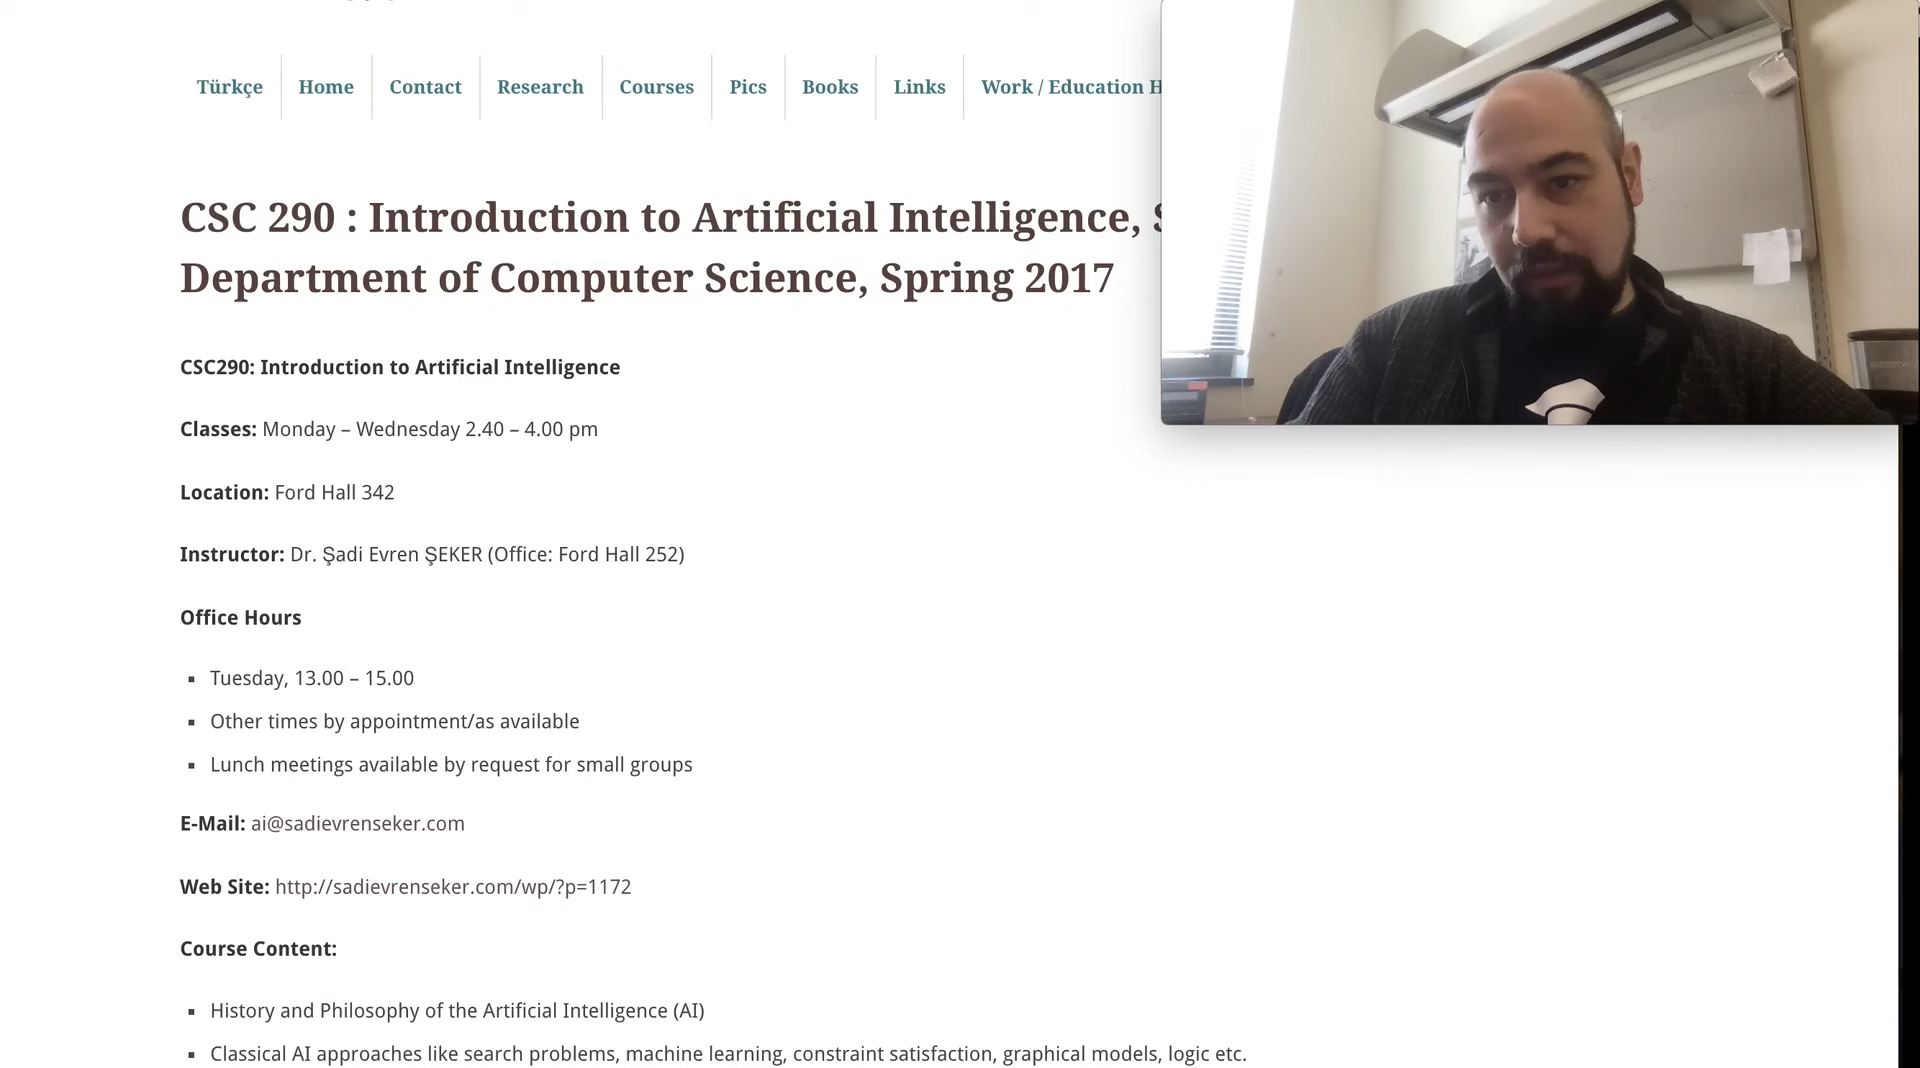 Türkçe
Home
Contact
Research
Courses
Pics
Books
Links
Work / Education H
CSC 290 : Introduction to Artificial Intelligence, S
Department of Computer Science, Spring 2017
CSC290: Introduction to Artificial Intelligence
Classes: Monday – Wednesday 2.40 – 4.00 pm
Location: Ford Hall 342
Instructor: Dr. Şadi Evren ŞEKER (Office: Ford Hall 252)
Office Hours
▪ Tuesday, 13.00 – 15.00
▪ Other times by appointment/as available
▪ Lunch meetings available by request for small groups
E-Mail: ai@sadievrenseker.com
Web Site: http://sadievrenseker.com/wp/?p=1172
Course Content:
▪ History and Philosophy of the Artificial Intelligence (AI)
▪ Classical AI approaches like search problems, machine learning, constraint satisfaction, graphical models, logic etc.